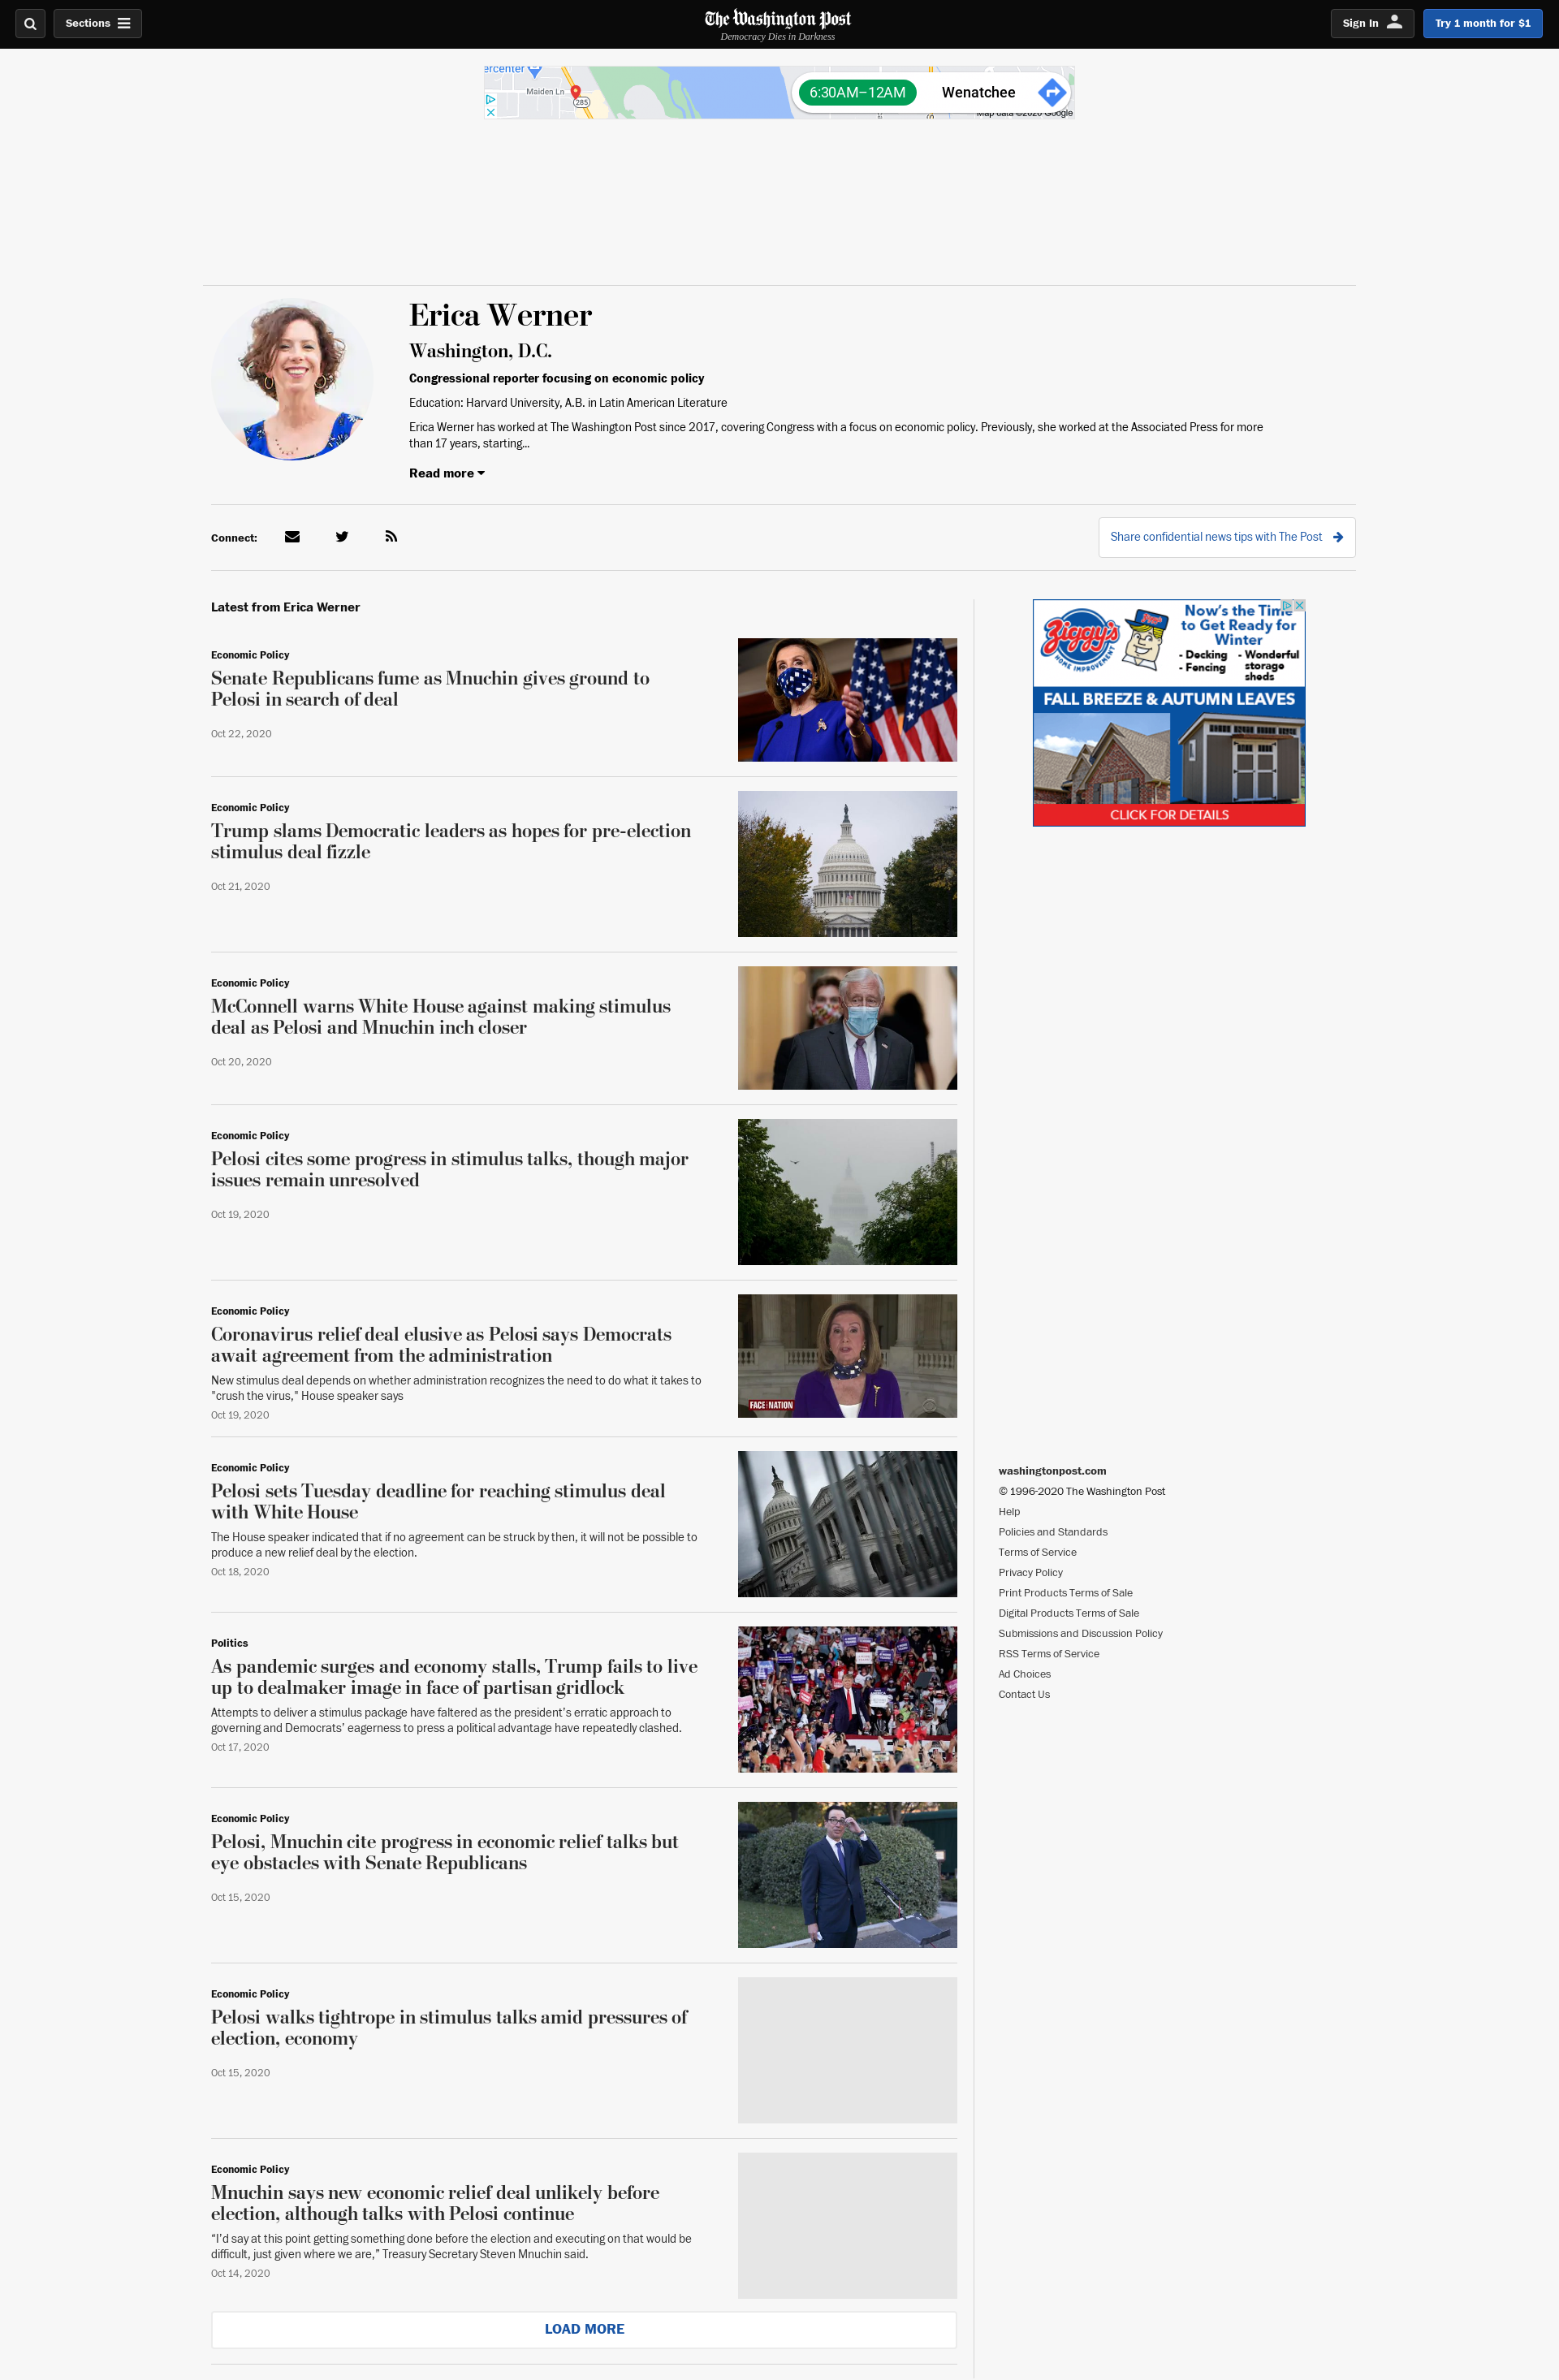 Sections
The Washington Post
Democracy Dies in Darkness
Sign In
Try 1 month for $1
ercenter
Maiden Ln
285
6:30AM–12AM
Wenatchee
Map data ©2020 Google
Erica Werner
Washington, D.C.
Congressional reporter focusing on economic policy
Education: Harvard University, A.B. in Latin American Literature
Erica Werner has worked at The Washington Post since 2017, covering Congress with a focus on economic policy. Previously, she worked at the Associated Press for more
than 17 years, starting...
Read more
Connect:
Share confidential news tips with The Post
Latest from Erica Werner
Economic Policy
Senate Republicans fume as Mnuchin gives ground to
Pelosi in search of deal
Oct 22, 2020
Economic Policy
Trump slams Democratic leaders as hopes for pre-election
stimulus deal fizzle
Oct 21, 2020
Economic Policy
McConnell warns White House against making stimulus
deal as Pelosi and Mnuchin inch closer
Oct 20, 2020
Economic Policy
Pelosi cites some progress in stimulus talks, though major
issues remain unresolved
Oct 19, 2020
Economic Policy
Coronavirus relief deal elusive as Pelosi says Democrats
await agreement from the administration
New stimulus deal depends on whether administration recognizes the need to do what it takes to
"crush the virus," House speaker says
Oct 19, 2020
FACE THE NATION
Economic Policy
Pelosi sets Tuesday deadline for reaching stimulus deal
with White House
The House speaker indicated that if no agreement can be struck by then, it will not be possible to
produce a new relief deal by the election.
Oct 18, 2020
Politics
As pandemic surges and economy stalls, Trump fails to live
up to dealmaker image in face of partisan gridlock
Attempts to deliver a stimulus package have faltered as the president’s erratic approach to
governing and Democrats’ eagerness to press a political advantage have repeatedly clashed.
Oct 17, 2020
Economic Policy
Pelosi, Mnuchin cite progress in economic relief talks but
eye obstacles with Senate Republicans
Oct 15, 2020
Economic Policy
Pelosi walks tightrope in stimulus talks amid pressures of
election, economy
Oct 15, 2020
Economic Policy
Mnuchin says new economic relief deal unlikely before
election, although talks with Pelosi continue
“I’d say at this point getting something done before the election and executing on that would be
difficult, just given where we are,” Treasury Secretary Steven Mnuchin said.
Oct 14, 2020
LOAD MORE
Ziggy's
HOME IMPROVEMENT
Now's the Time
to Get Ready for
Winter
- Decking
- Fencing
- Wonderful
storage
sheds
FALL BREEZE & AUTUMN LEAVES
CLICK FOR DETAILS
washingtonpost.com
© 1996-2020 The Washington Post
Help
Policies and Standards
Terms of Service
Privacy Policy
Print Products Terms of Sale
Digital Products Terms of Sale
Submissions and Discussion Policy
RSS Terms of Service
Ad Choices
Contact Us